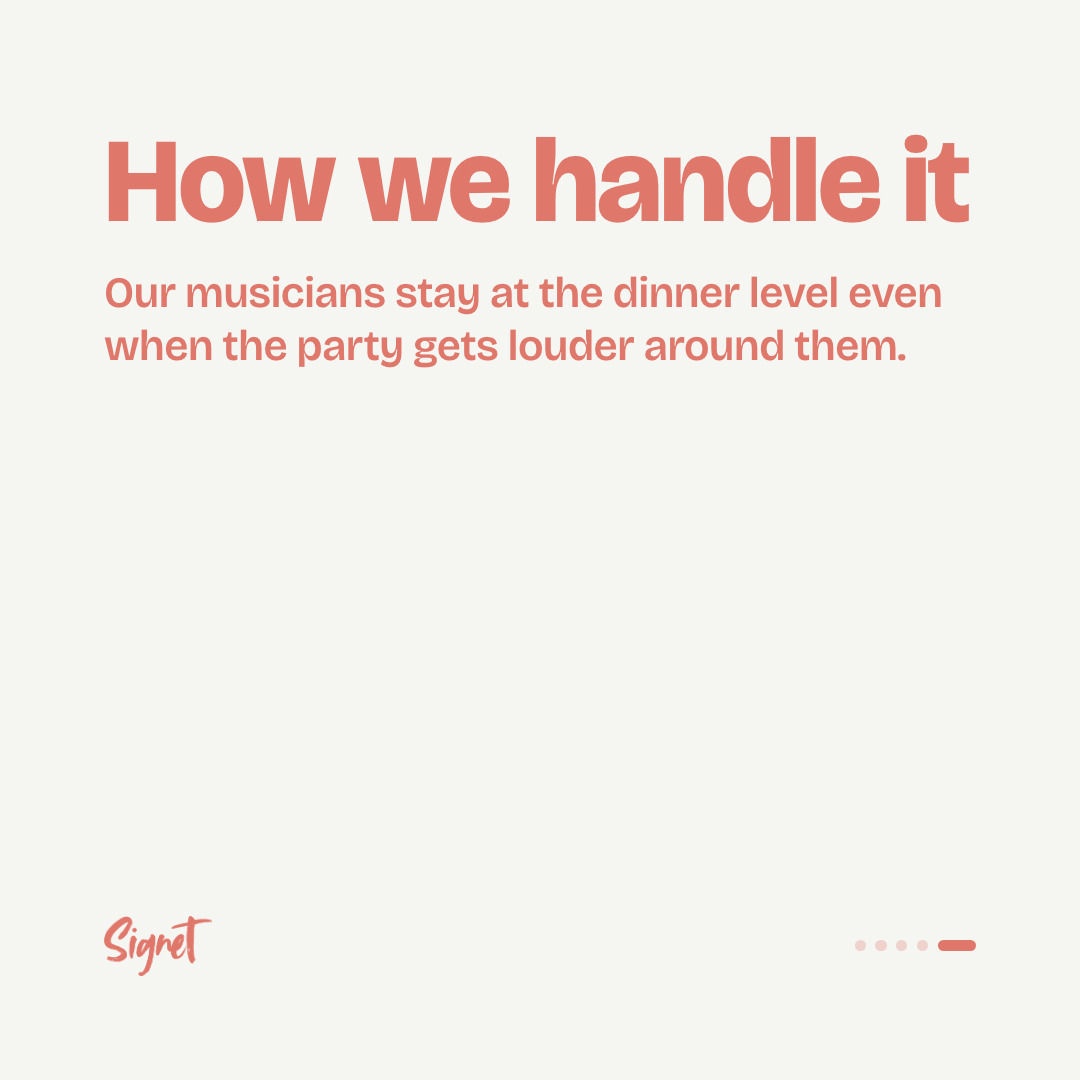 How we handle it
Our musicians stay at the dinner level even
when the party gets louder around them.
Signet